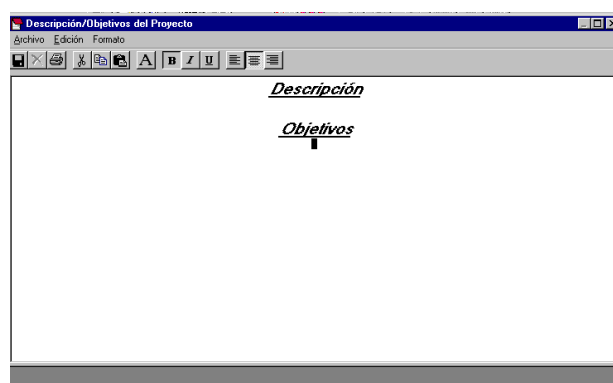 Descripción/Objetivos del Proyecto
Archivo Edición Formato
A B I U
Descripción
Objetivos